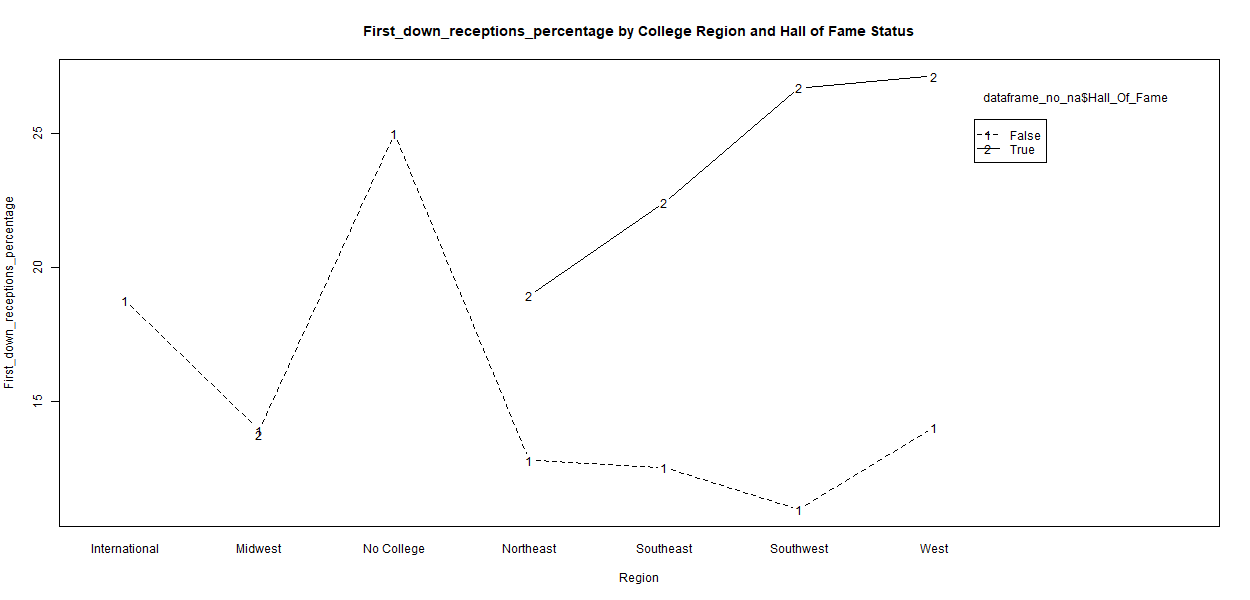 First_down_receptions_percentage by College Region and Hall of Fame Status
First_down_receptions_percentage
25
20
15
1
1
2
1
1
2
1
2
1
2
1
2
dataframe_no_na$Hall_Of_Fame
1 False
2 True
International Midwest No College Northeast Southeast Southwest West
Region